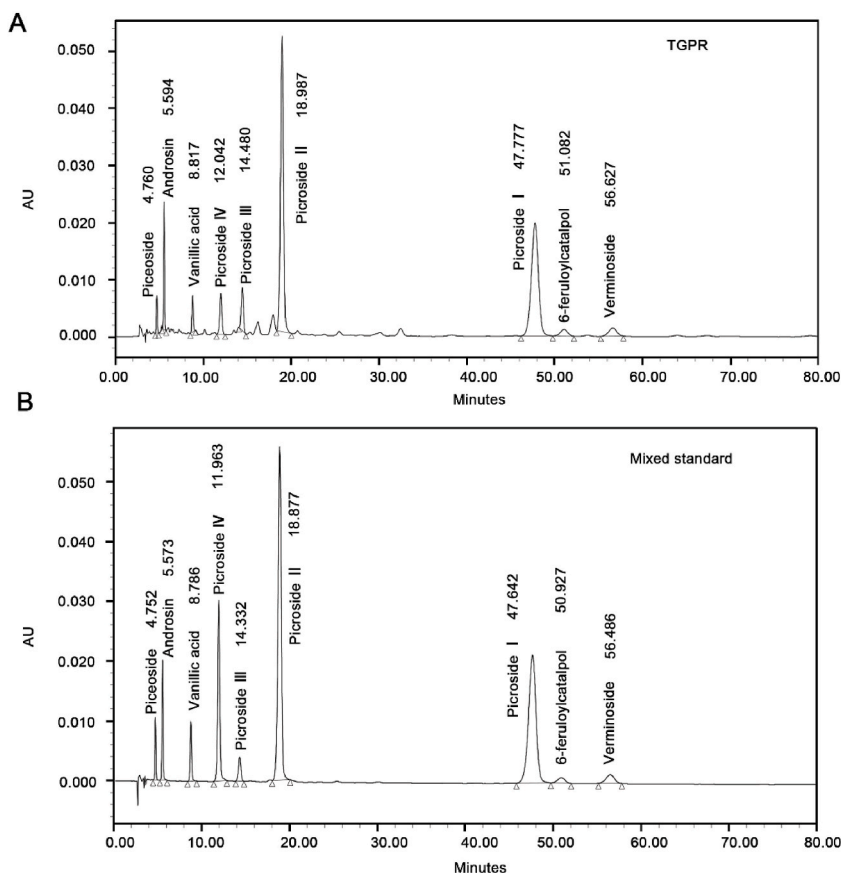 A
TGPR
Piceoside 4.760
Androsin 5.594
Vanillic acid 8.817
Picroside IV 12.042
Picroside III 14.480
Picroside II 18.987
Picroside I 47.777
6-feruloylcatalpol 51.082
Verminoside 56.627
AU
0.050
0.040
0.030
0.020
0.010
0.000
0.00 10.00 20.00 30.00 40.00 50.00 60.00 70.00 80.00
Minutes
B
Mixed standard
Piceoside 4.752
Androsin 5.573
Vanillic acid 8.786
Picroside IV 11.963
Picroside III 14.332
Picroside II 18.877
Picroside I 47.642
6-feruloylcatalpol 50.927
Verminoside 56.486
AU
0.050
0.040
0.030
0.020
0.010
0.000
0.00 10.00 20.00 30.00 40.00 50.00 60.00 70.00 80.00
Minutes